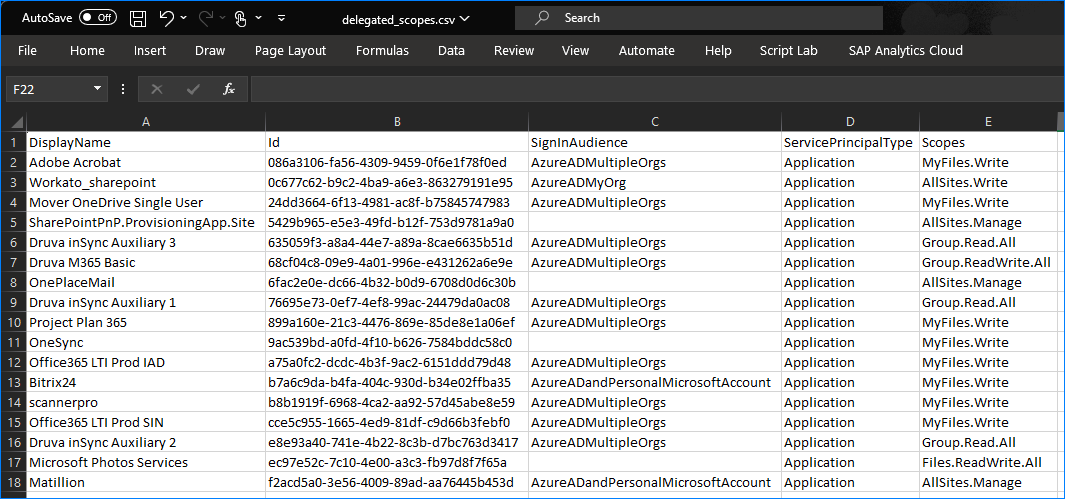 AutoSave Off delegated_scopes.csv Search
File Home Insert Draw Page Layout Formulas Data Review View Automate Help Script Lab SAP Analytics Cloud
F22 fx
A B C D E
1 DisplayName Id SignInAudience ServicePrincipalType Scopes
2 Adobe Acrobat 086a3106-fa56-4309-9459-0f6e1f78f0ed AzureADMultipleOrgs Application MyFiles.Write
3 Workato_sharepoint 0c677c62-b9c2-4ba9-a6e3-863279191e95 AzureADMyOrg Application AllSites.Write
4 Mover OneDrive Single User 24dd3664-6f13-4981-ac8f-b75845747983 AzureADMultipleOrgs Application MyFiles.Write
5 SharePointPnP.ProvisioningApp.Site 5429b965-e5e3-49fd-b12f-753d9781a9a0 Application AllSites.Manage
6 Druva inSync Auxiliary 3 635059f3-a8a4-44e7-a89a-8cae6635b51d AzureADMultipleOrgs Application Group.Read.All
7 Druva M365 Basic 68cf04c8-09e9-4a01-996e-e431262a6e9e AzureADMultipleOrgs Application Group.ReadWrite.All
8 OnePlaceMail 6fac2e0e-dc66-4b32-b0d9-6708d0d6c30b Application AllSites.Manage
9 Druva inSync Auxiliary 1 76695e73-0ef7-4ef8-99ac-24479da0ac08 AzureADMultipleOrgs Application Group.Read.All
10 Project Plan 365 899a160e-21c3-4476-869e-85de8e1a06ef AzureADMultipleOrgs Application MyFiles.Write
11 OneSync 9ac539bd-a0fd-4f10-b626-7584bddc58c0 Application MyFiles.Write
12 Office365 LTI Prod IAD a75a0fc2-dcdc-4b3f-9ac2-6151ddd79d48 AzureADMultipleOrgs Application MyFiles.Write
13 Bitrix24 b7a6c9da-b4fa-404c-930d-b34e02ffba35 AzureADandPersonalMicrosoftAccount Application MyFiles.Write
14 scannerpro b8b1919f-6968-4ca2-aa92-57d45abe8e59 AzureADMultipleOrgs Application MyFiles.Write
15 Office365 LTI Prod SIN cce5c955-1665-4ed9-81df-c9d66b3febf0 AzureADMultipleOrgs Application MyFiles.Write
16 Druva inSync Auxiliary 2 e8e93a40-741e-4b22-8c3b-d7bc763d3417 AzureADMultipleOrgs Application Group.Read.All
17 Microsoft Photos Services ec97e52c-7c10-4e00-a3c3-fb97d8f7f65a Application Files.ReadWrite.All
18 Matillion f2acd5a0-3e56-4009-89ad-aa76445b453d AzureADandPersonalMicrosoftAccount Application AllSites.Manage